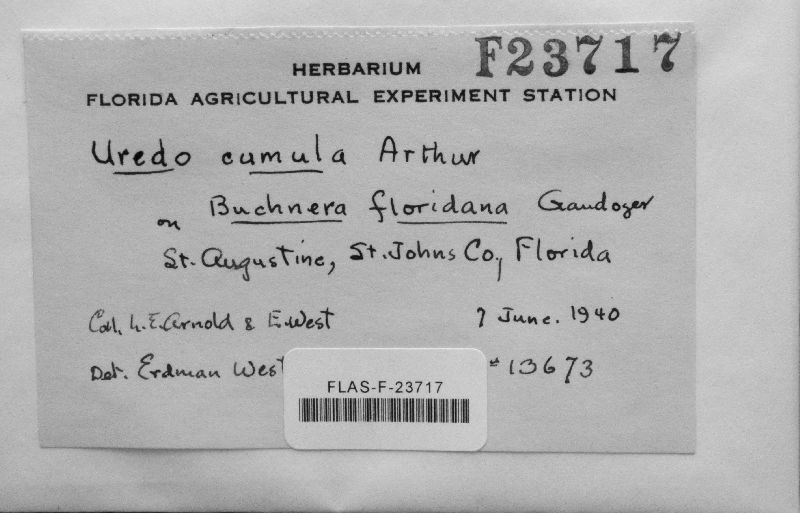 F23717
HERBARIUM
FLORIDA AGRICULTURAL EXPERIMENT STATION
Uredo cumula Arthur
on Buchnera floridana Gandoger
St. Augustine, St. Johns Co., Florida
Coll. L.E. Arnold & E. West 7 June. 1940
Det. Erdman West #13673
FLAS-F-23717